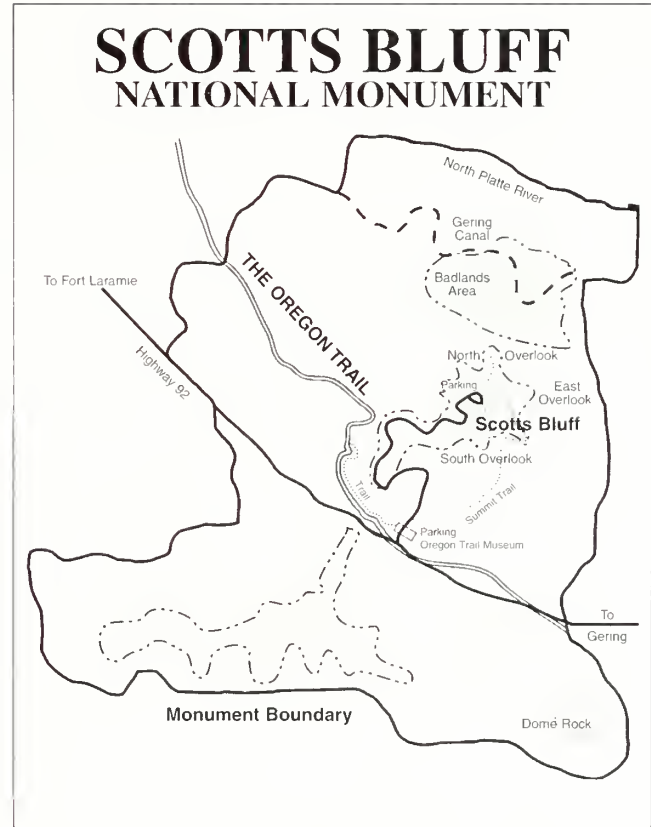 SCOTTS BLUFF
NATIONAL MONUMENT
North Platte River
Gering
Canal
Badlands
Area
1
To Fort Laramie
THE OREGON TRAIL
Highway 92
North Overlook
Parking
East
Overlook
Scotts Bluff
South Overlook
Trail
Summit Trail
Parking
Oregon Trail Museum
To
Gering
Monument Boundary
Dome Rock